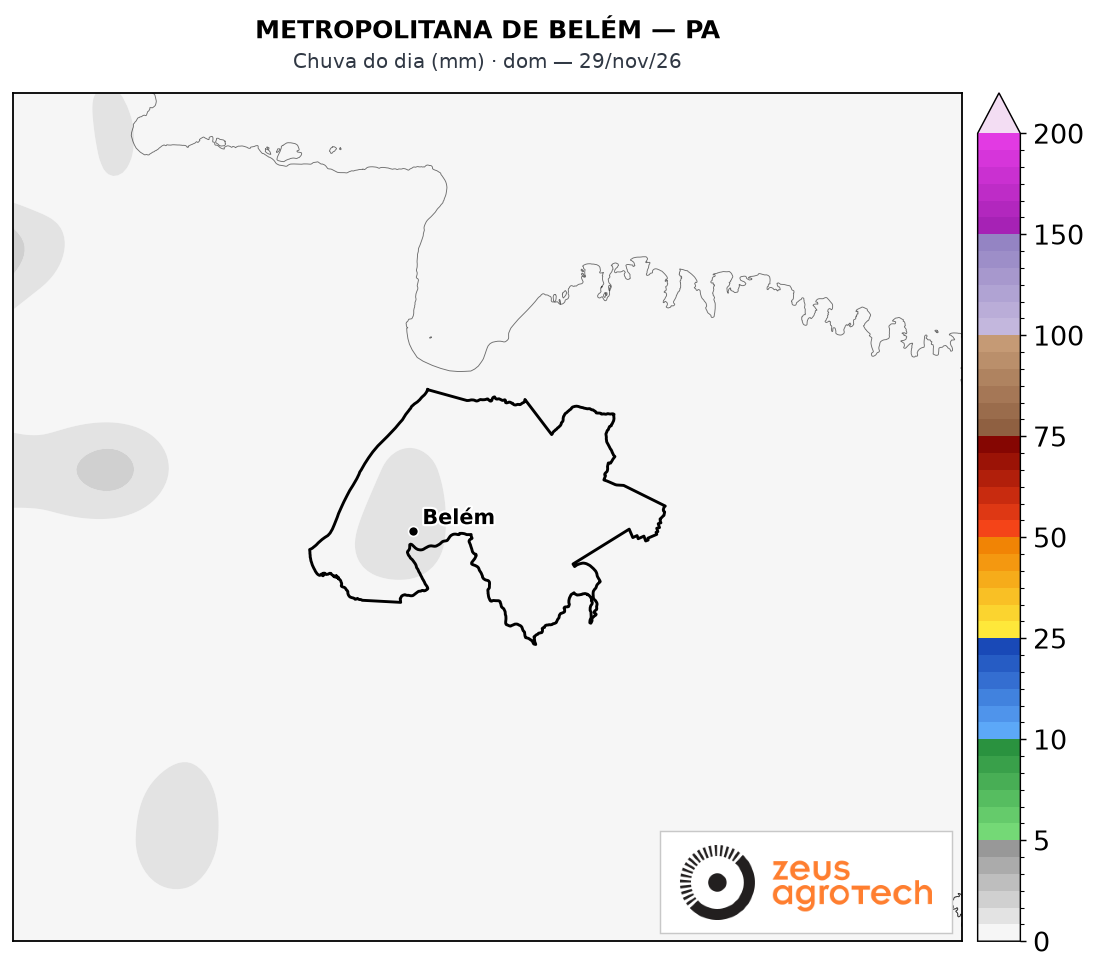 METROPOLITANA DE BELÉM — PA
Chuva do dia (mm) · dom — 29/nov/26
200
150
100
75
50
25
10
5
0
Belém
zeus
agrotech